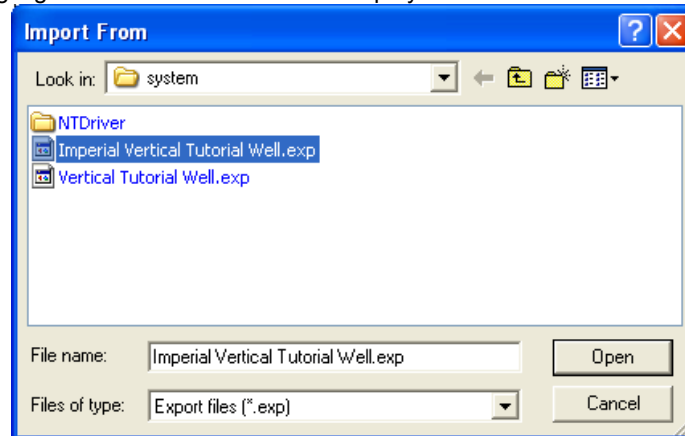 Import From
Look in: system
NTDriver
Imperial Vertical Tutorial Well.exp
Vertical Tutorial Well.exp
File name: Imperial Vertical Tutorial Well.exp Open
Files of type: Export files (*.exp) Cancel